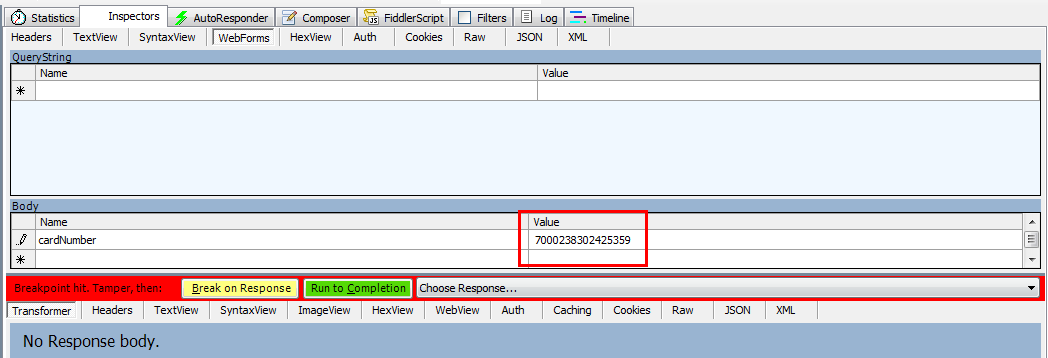 Statistics Inspectors AutoResponder Composer FiddlerScript Filters Log Timeline
Headers TextView SyntaxView WebForms HexView Auth Cookies Raw JSON XML
QueryString
Name Value
Body
Name Value
cardNumber 7000238302425359
Breakpoint hit. Tamper, then: Break on Response Run to Completion Choose Response...
Transformer Headers TextView SyntaxView ImageView HexView WebView Auth Caching Cookies Raw JSON XML
No Response body.